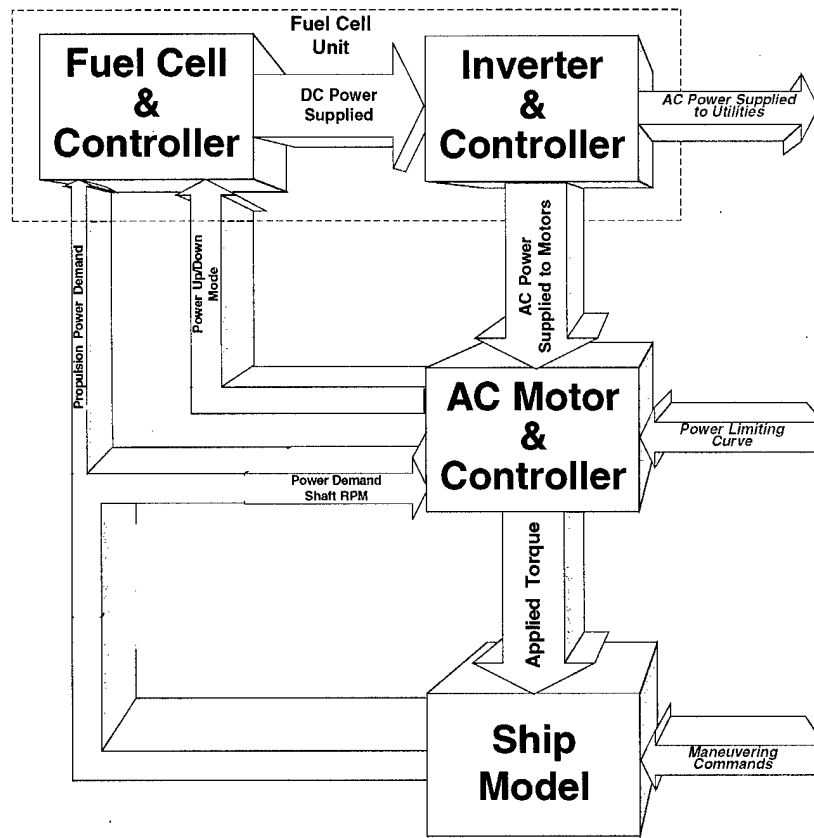 Fuel Cell
Unit
Fuel Cell
&
Controller
DC Power
Supplied
Inverter
&
Controller
AC Power Supplied
to Utilities
Propulsion Power Demand
Power Up/Down
Mode
AC Power
Supplied to Motors
AC Motor
&
Controller
Power Limiting
Curve
Power Demand
Shaft RPM
Applied Torque
Ship
Model
Maneuvering
Commands